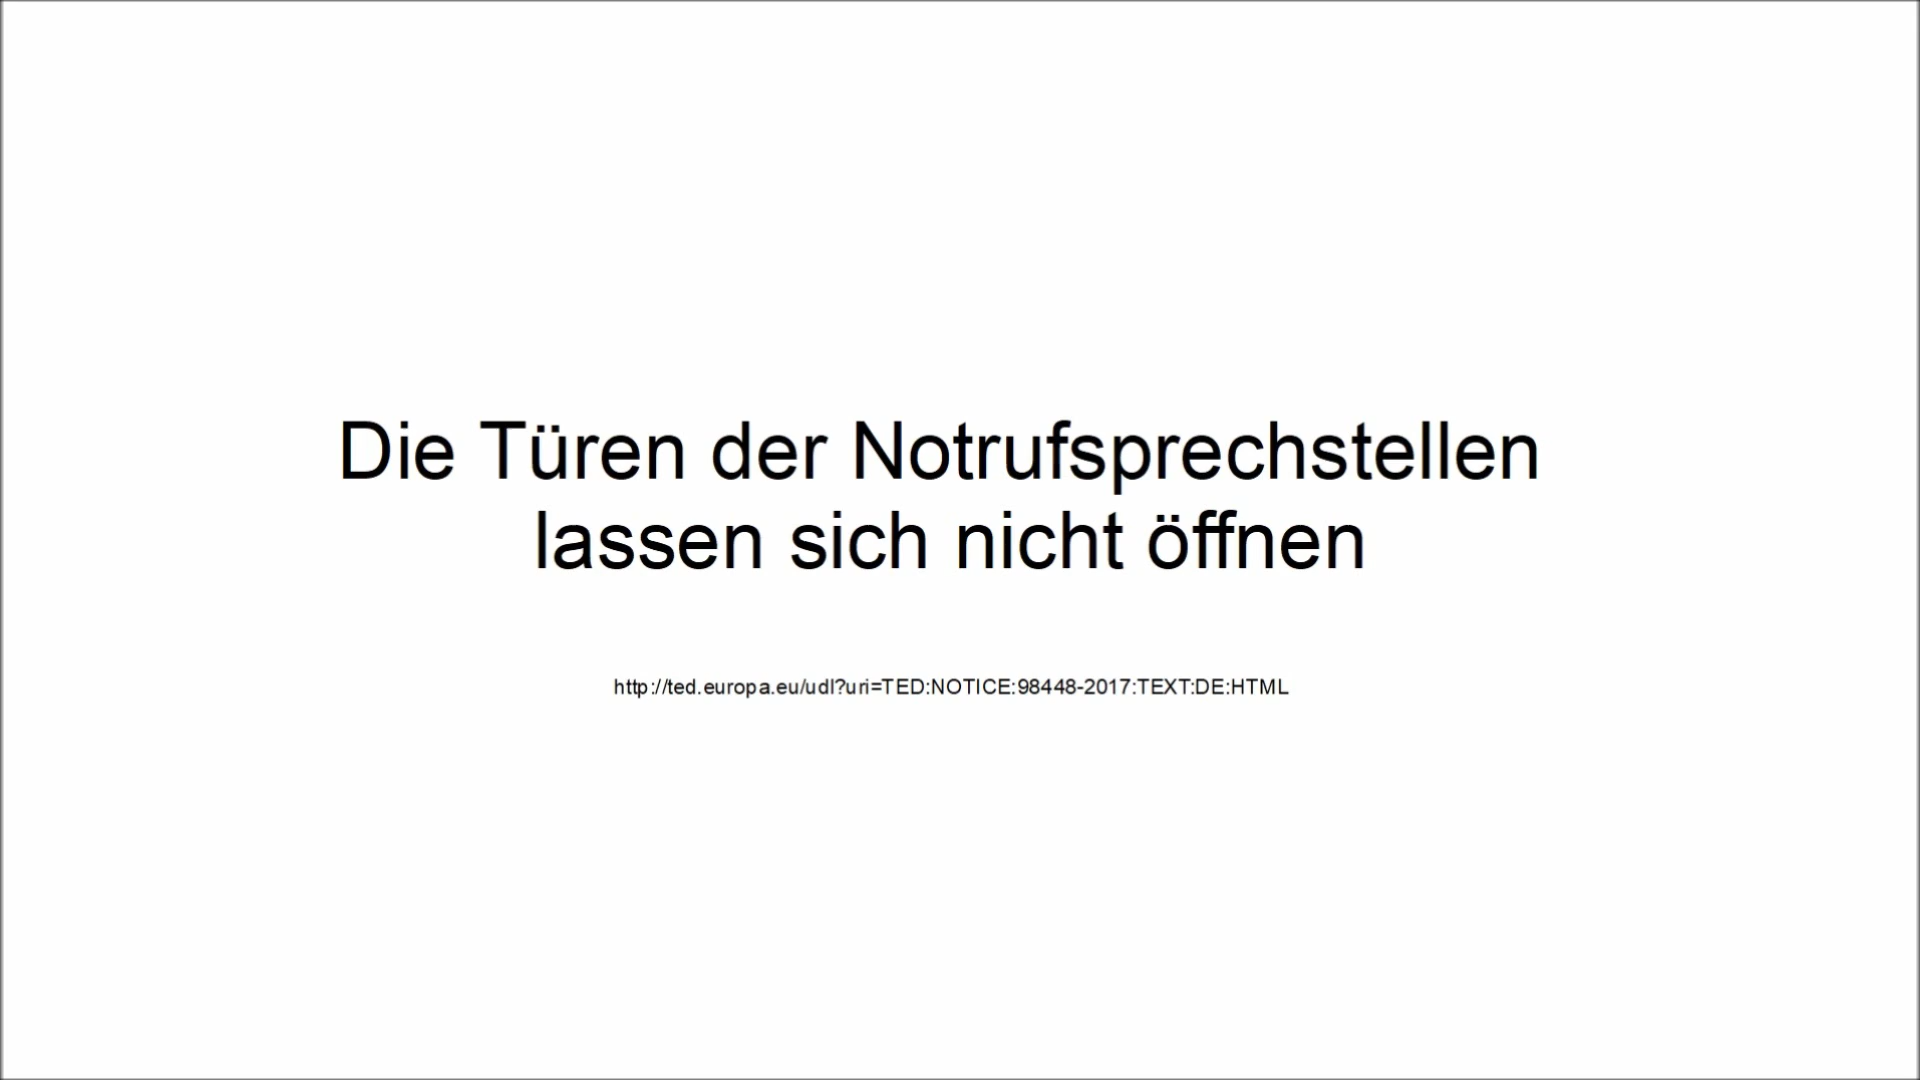 Die Türen der Notrufsprechstellen
lassen sich nicht öffnen
http://ted.europa.eu/udl?uri=TED:NOTICE:98448-2017:TEXT:DE:HTML